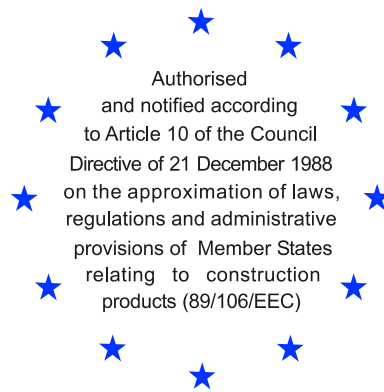 Authorised
and notified according
to Article 10 of the Council
Directive of 21 December 1988
on the approximation of laws,
regulations and administrative
provisions of Member States
relating to construction
products (89/106/EEC)